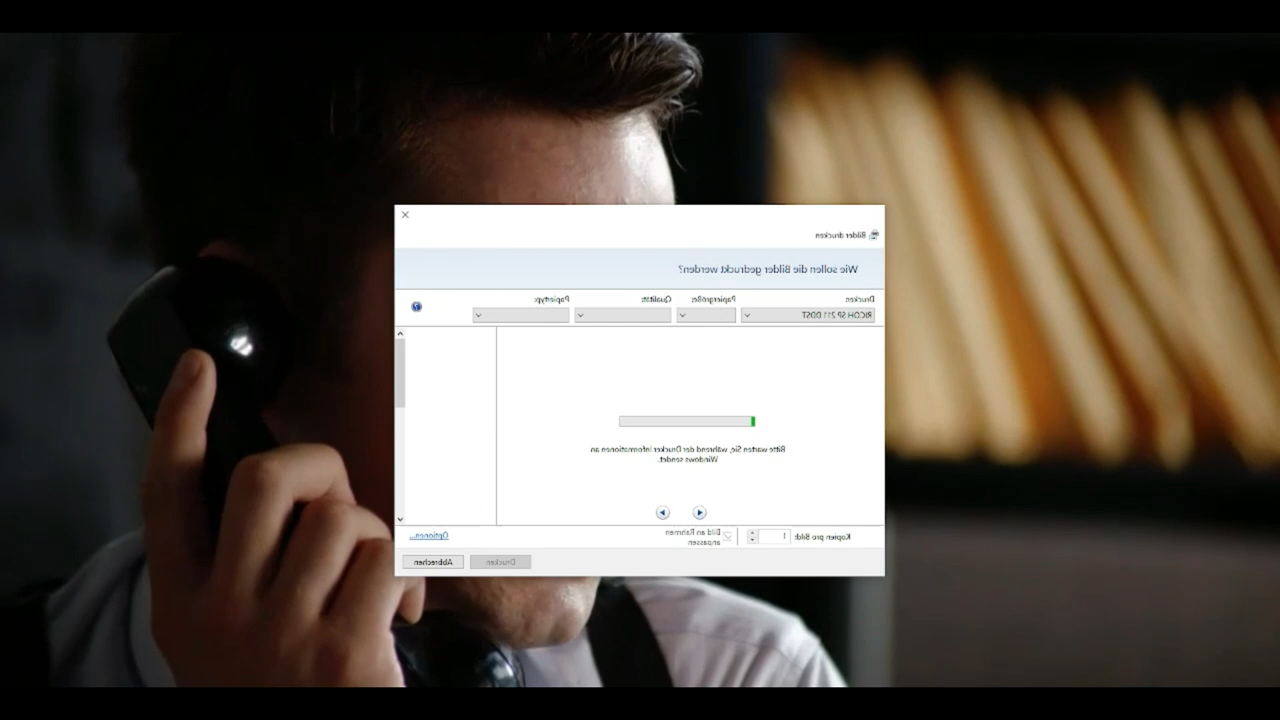 Bilder drucken
Wie sollen die Bilder gedruckt werden?
Drucker: Papiergröße: Qualität: Papiertyp:
RICOH SP 211 DDST
Bitte warten Sie, während der Drucker Informationen an
Windows sendet.
Kopien pro Bild: 1 Bild an Rahmen
anpassen
Optionen...
Drucken Abbrechen